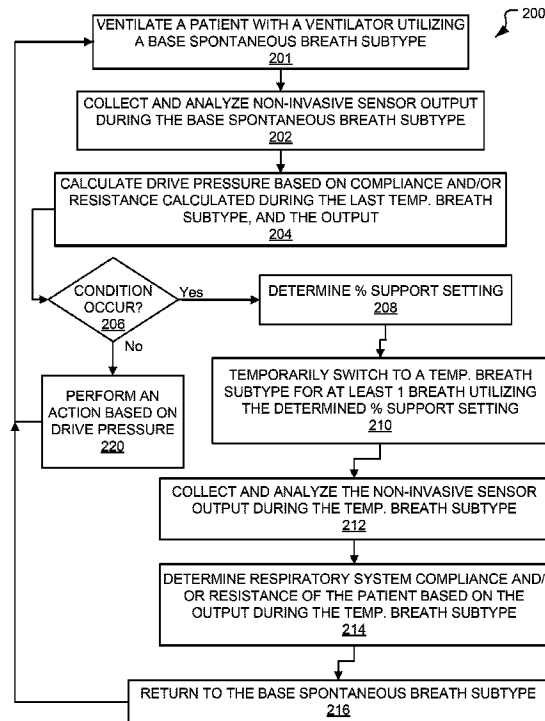 200
VENTILATE A PATIENT WITH A VENTILATOR UTILIZING
A BASE SPONTANEOUS BREATH SUBTYPE
201
COLLECT AND ANALYZE NON-INVASIVE SENSOR OUTPUT
DURING THE BASE SPONTANEOUS BREATH SUBTYPE
202
CALCULATE DRIVE PRESSURE BASED ON COMPLIANCE AND/OR
RESISTANCE CALCULATED DURING THE LAST TEMP. BREATH
SUBTYPE, AND THE OUTPUT
204
CONDITION
OCCUR?
206
Yes
No
DETERMINE % SUPPORT SETTING
208
PERFORM AN
ACTION BASED ON
DRIVE PRESSURE
220
TEMPORARILY SWITCH TO A TEMP. BREATH
SUBTYPE FOR AT LEAST 1 BREATH UTILIZING
THE DETERMINED % SUPPORT SETTING
210
COLLECT AND ANALYZE THE NON-INVASIVE SENSOR
OUTPUT DURING THE TEMP. BREATH SUBTYPE
212
DETERMINE RESPIRATORY SYSTEM COMPLIANCE AND/
OR RESISTANCE OF THE PATIENT BASED ON THE
OUTPUT DURING THE TEMP. BREATH SUBTYPE
214
RETURN TO THE BASE SPONTANEOUS BREATH SUBTYPE
216